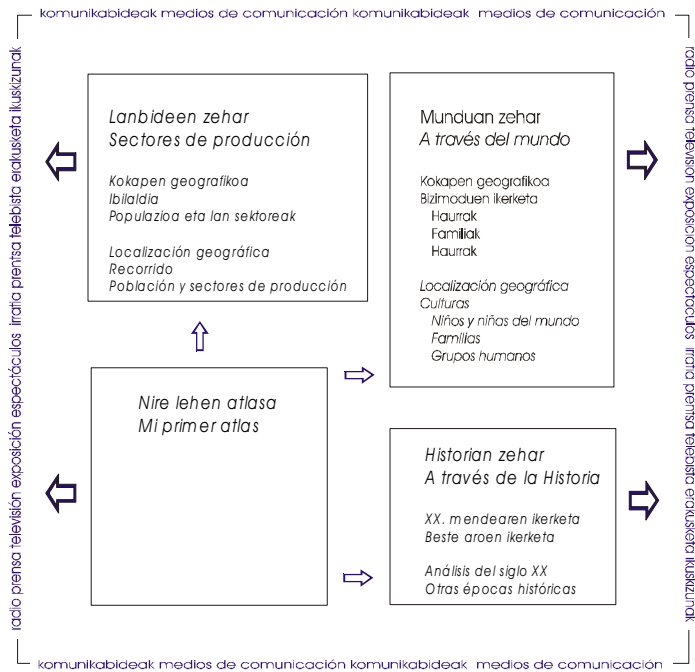 komunikabideak medios de comunicación komunikabideak medios de comunicación
radio prensa televisión exposición espectáculos irratia prentsa telebista erakusketa ikuskizunak
Lanbideen zehar
Sectores de producción
Kokapen geografikoa
Ibilaldia
Populazioa eta lan sektoreak
Localización geográfica
Recorrido
Población y sectores de producción
Munduan zehar
A través del mundo
Kokapen geografikoa
Bizimoduen ikerketa
Haurrak
Familiak
Haurrak
Localización geográfica
Culturas
Niños y niñas del mundo
Familias
Grupos humanos
Nire lehen atlasa
Mi primer atlas
Historian zehar
A través de la Historia
XX. mendearen ikerketa
Beste aroen ikerketa
Análisis del siglo XX
Otras épocas históricas
radio prensa television exposicion espectaculos irratia prentsa telebista erakusketa ikuskizunak
komunikabideak medios de comunicación komunikabideak medios de comunicación